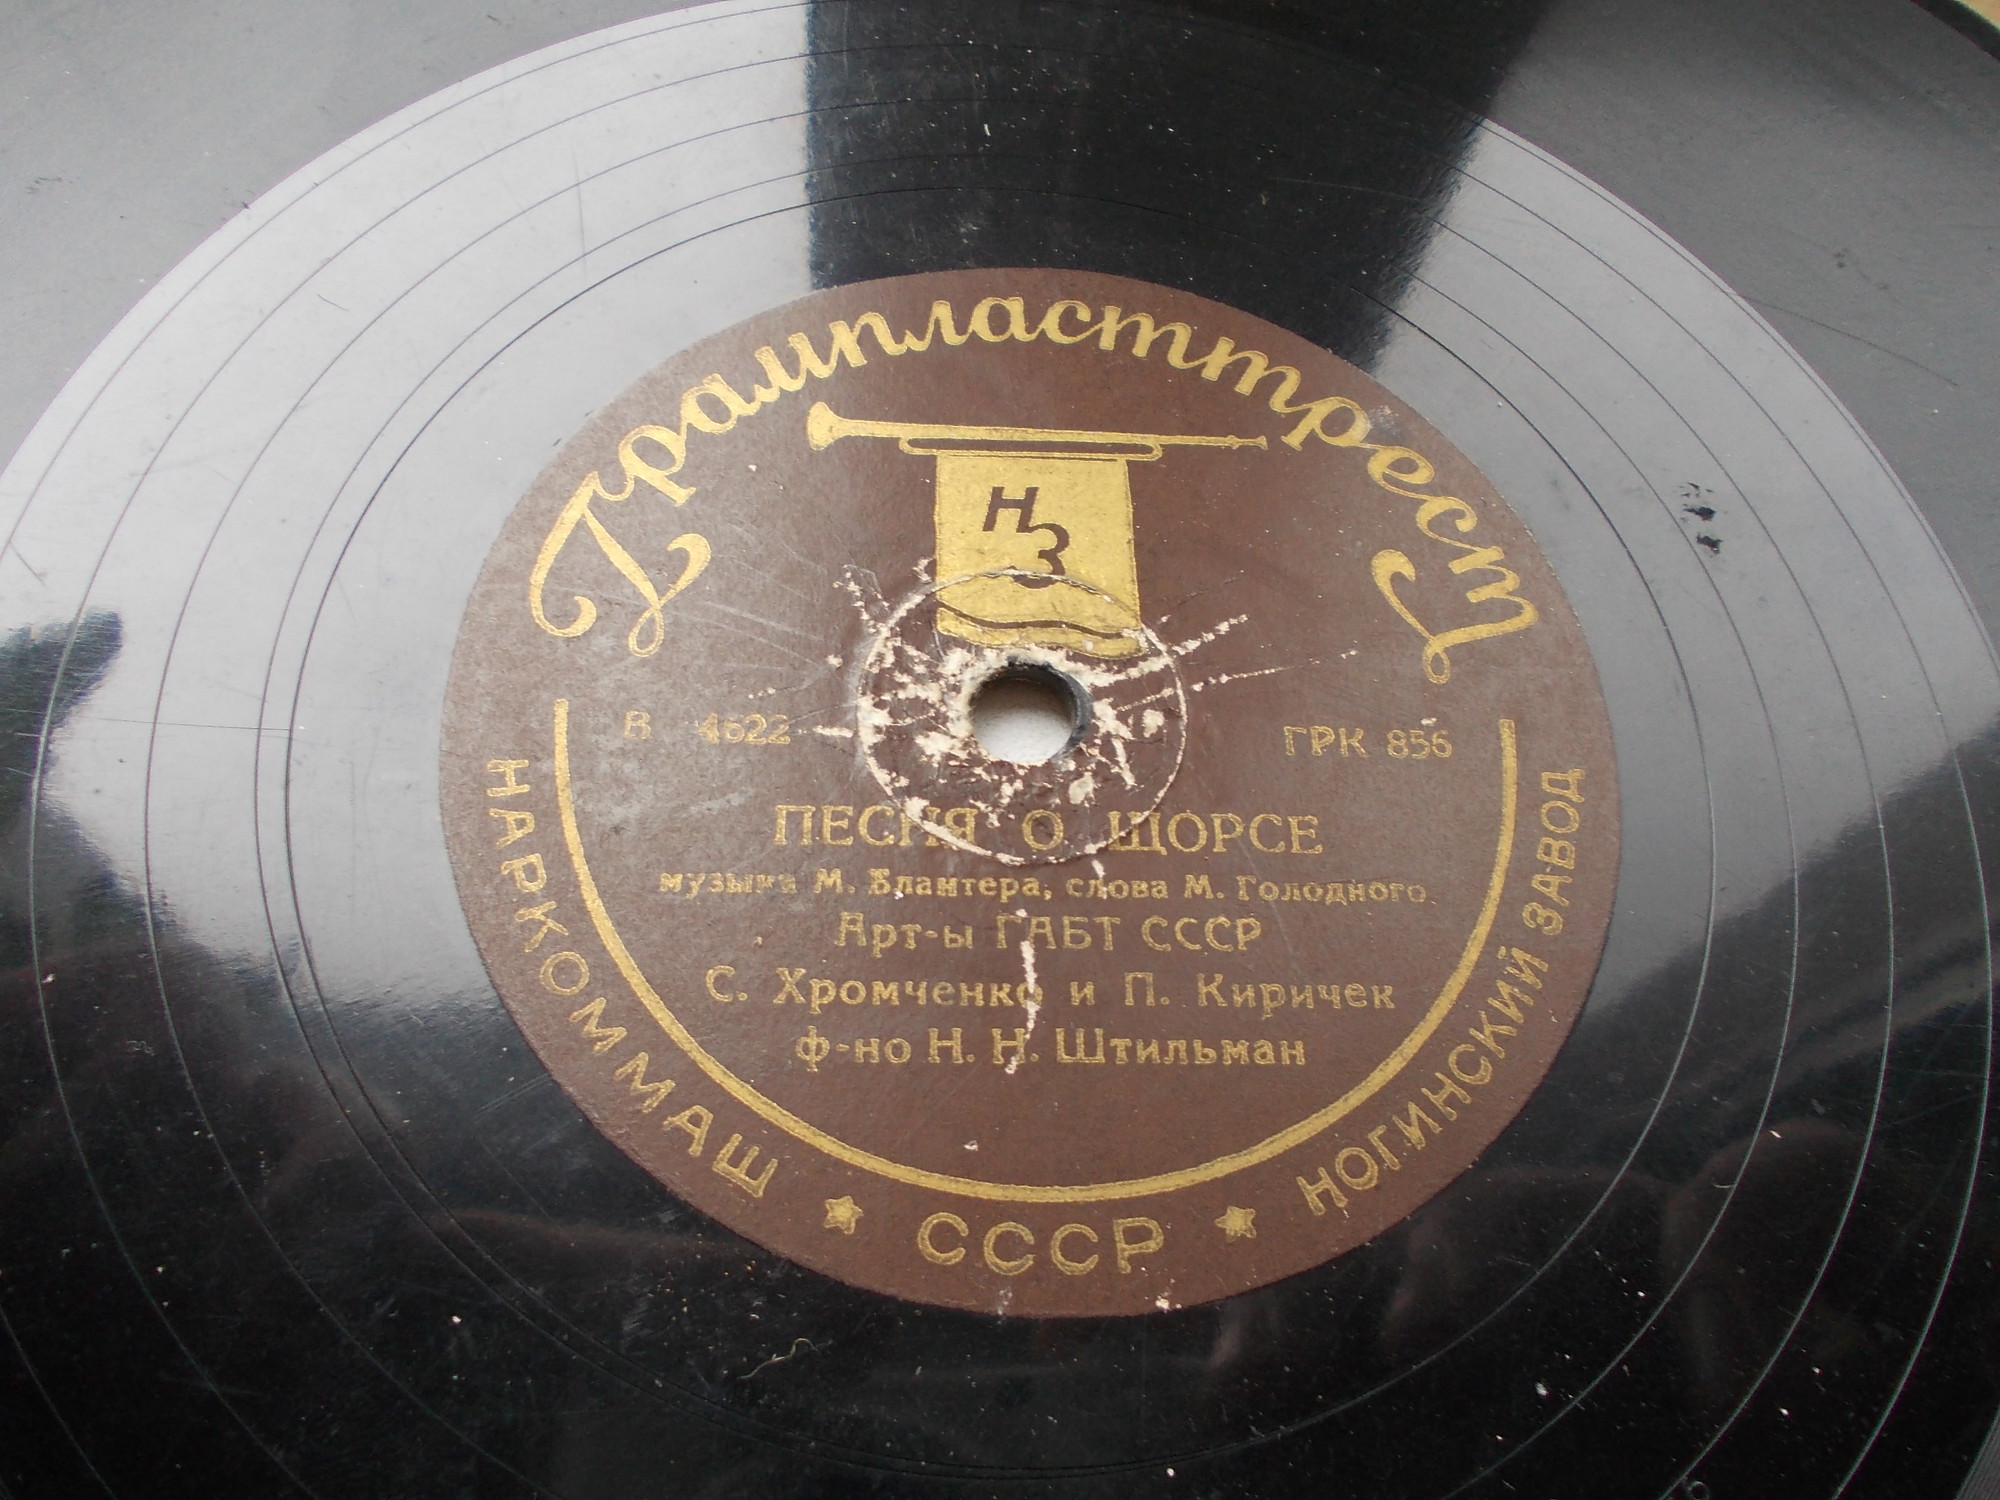 Грампласттрест
НЗ
В 4622
ГРК 856
ПЕСНЯ О ЩОРСЕ
музыка М. Блантера, слова М. Голодного.
Арт-ы ГАБТ СССР
С. Хромченко и П. Киричек
ф-но Н. Н. Штильман
НАРКОММАШ ★ СССР ★ НОГИНСКИЙ ЗАВОД